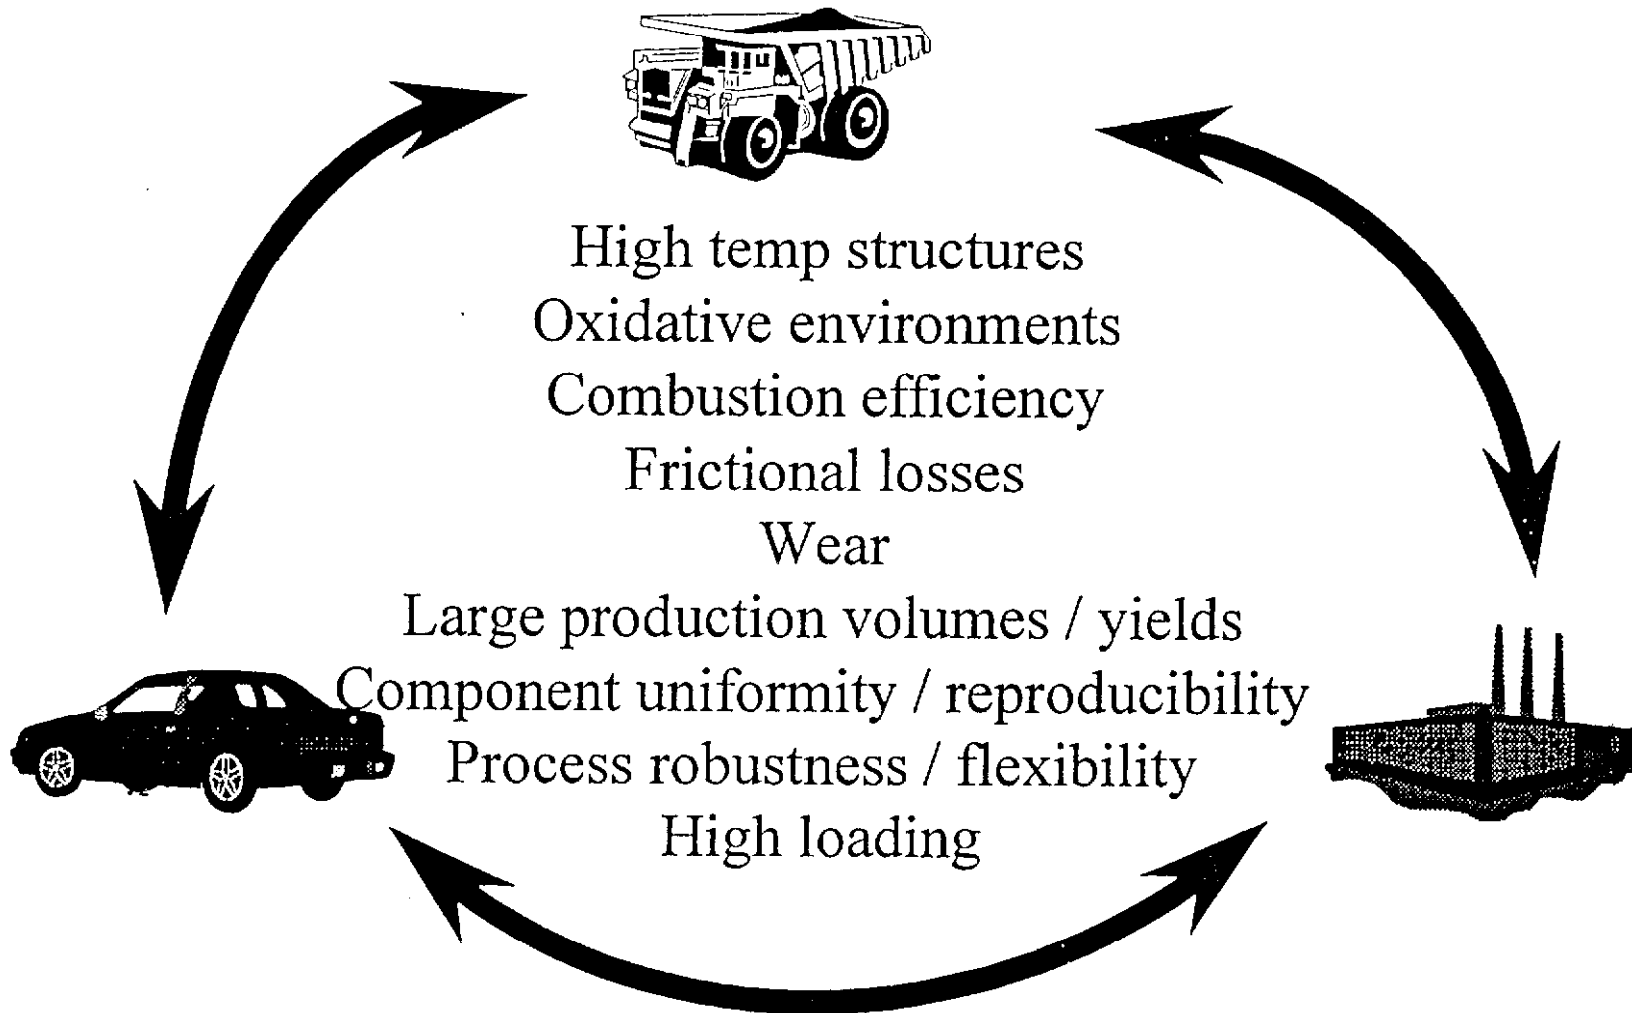 High temp structures
Oxidative environments
Combustion efficiency
Frictional losses
Wear
Large production volumes / yields
Component uniformity / reproducibility
Process robustness / flexibility
High loading